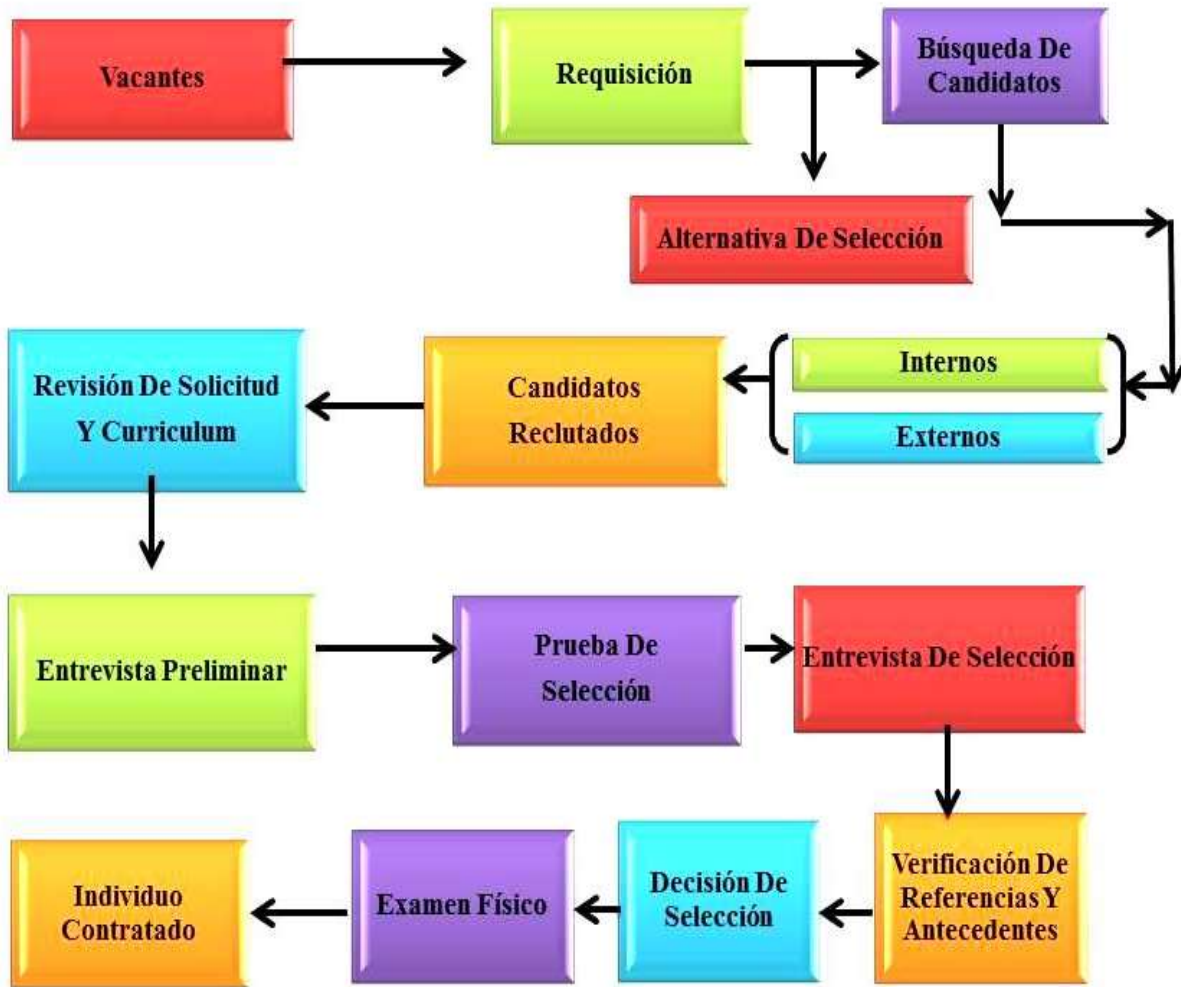 Vacantes
Requisición
Búsqueda De
Candidatos
Alternativa De Selección
Internos
Externos
Candidatos
Reclutados
Revisión De Solicitud
Y Curriculum
Entrevista Preliminar
Prueba De
Selección
Entrevista De Selección
Verificación De
Referencias Y
Antecedentes
Decisión De
Selección
Examen Físico
Individuo
Contratado